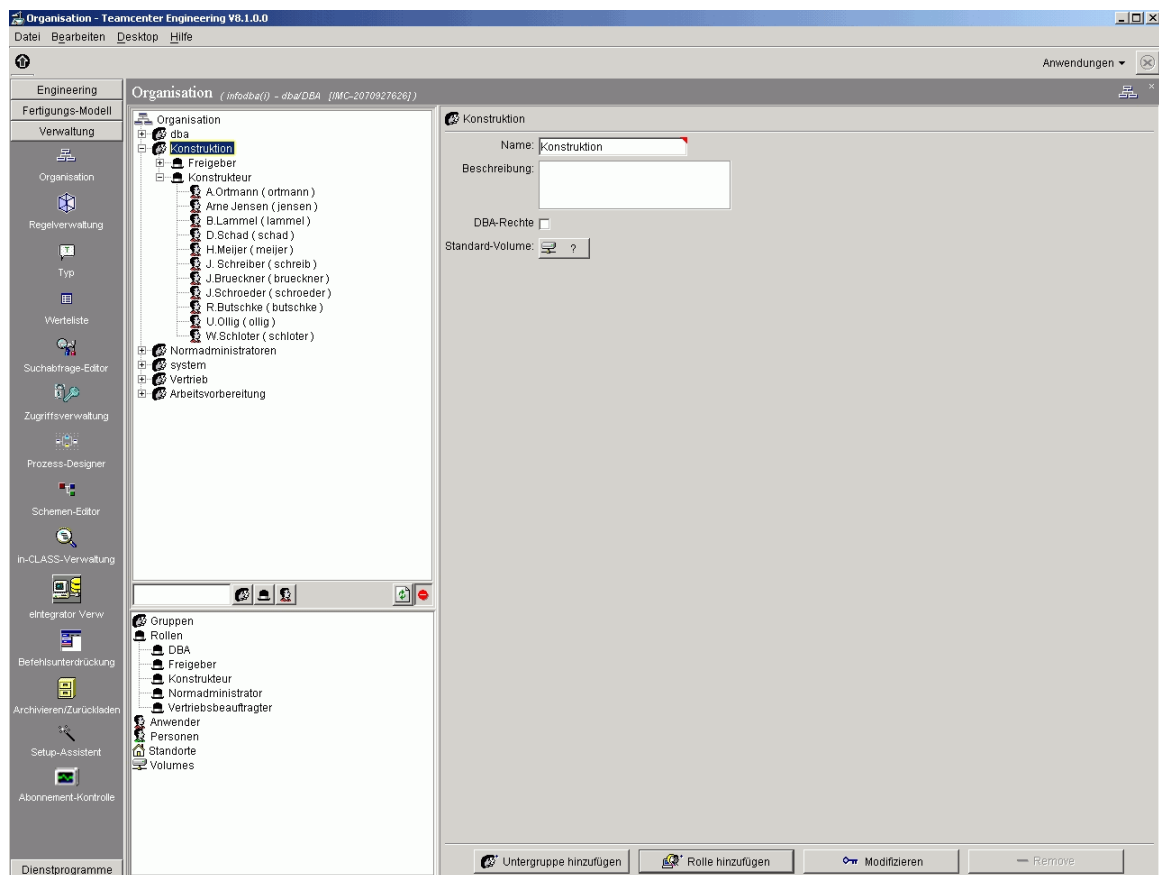 Organisation - Teamcenter Engineering V8.1.0.0
Datei Bearbeiten Desktop Hilfe
Anwendungen
Engineering
Fertigungs-Modell
Verwaltung
Organisation
Regelverwaltung
Typ
Werteliste
Suchabfrage-Editor
Zugriffsverwaltung
Prozess-Designer
Schemen-Editor
in-CLASS-Verwaltung
eIntegrator Verw
Befehlsunterdrückung
Archivieren/Zurückladen
Setup-Assistent
Abonnement-Kontrolle
Dienstprogramme
Organisation ( infodba(i) - dba/DBA [IMC-2070927626] )
Organisation
dba
Konstruktion
Freigeber
Konstrukteur
A.Ortmann ( ortmann )
Arne Jensen ( jensen )
B.Lammel ( lammel )
D.Schad ( schad )
H.Meijer ( meijer )
J. Schreiber ( schreib )
J.Brueckner ( brueckner )
J.Schroeder ( schroeder )
R.Butschke ( butschke )
U.Ollig ( ollig )
W.Schloter ( schloter )
Normadministratoren
system
Vertrieb
Arbeitsvorbereitung
Gruppen
Rollen
DBA
Freigeber
Konstrukteur
Normadministrator
Vertriebsbeauftragter
Anwender
Personen
Standorte
Volumes
Konstruktion
Name: Konstruktion
Beschreibung:
DBA-Rechte
Standard-Volume: ?
Untergruppe hinzufügen Rolle hinzufügen Modifizieren Remove